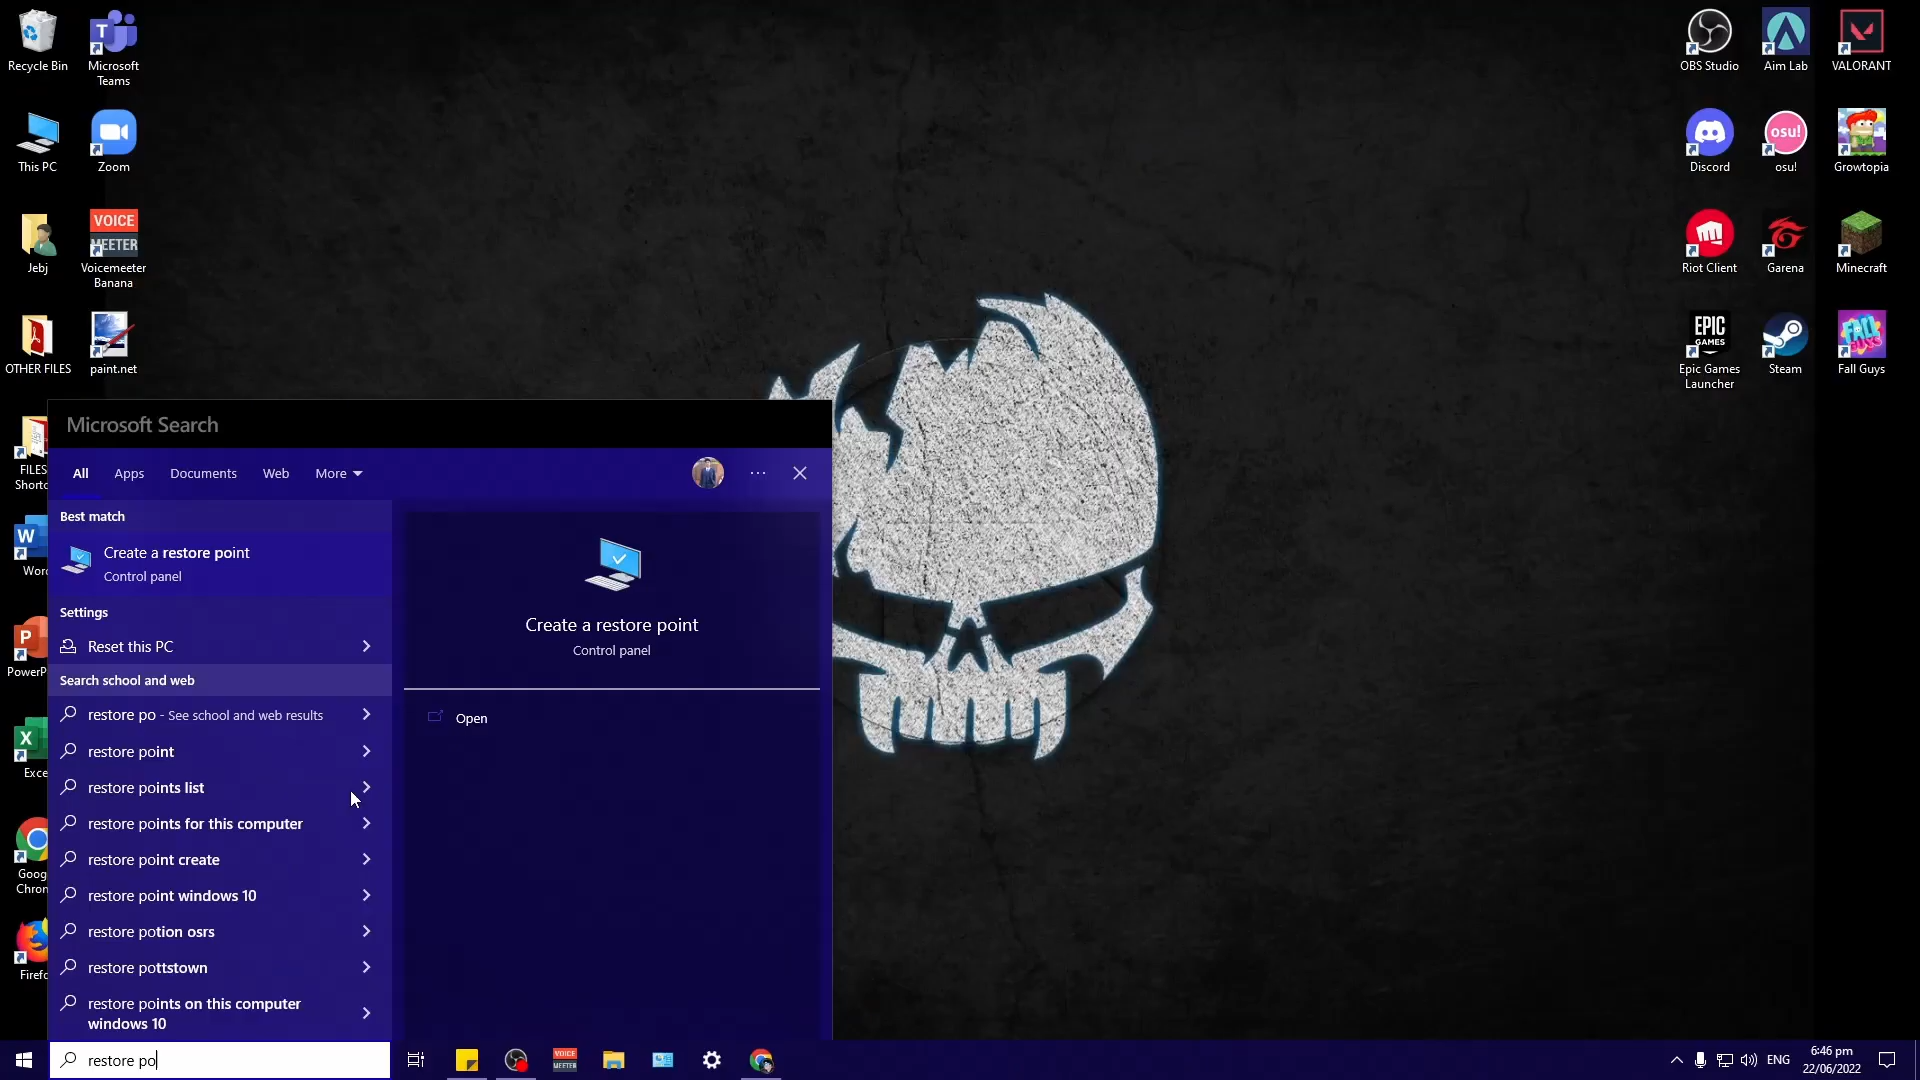 Recycle Bin
Microsoft
Teams
This PC
Zoom
VOICE
MEETER
Jebj
Voicemeeter
Banana
OTHER FILES
paint.net
OBS Studio
Aim Lab
VALORANT
osu!
Discord
osu!
Growtopia
Riot Client
Garena
Minecraft
EPIC
GAMES
FALL
GUYS
Epic Games
Launcher
Steam
Fall Guys
FILES
Shortc
Word
PowerP
Exce
Goog
Chron
Firefo
Microsoft Search
All
Apps
Documents
Web
More
Best match
Create a restore point
Control panel
Settings
Reset this PC
Search school and web
restore po - See school and web results
restore point
restore points list
restore points for this computer
restore point create
restore point windows 10
restore potion osrs
restore pottstown
restore points on this computer
windows 10
Create a restore point
Control panel
Open
restore po
VOICE
MEETER
ENG
6:46 pm
22/06/2022